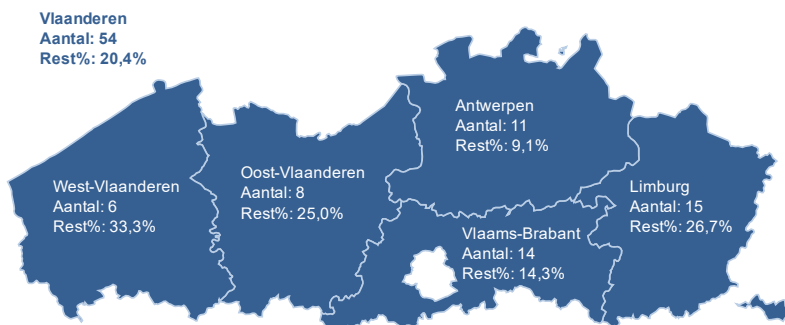 Vlaanderen
Aantal: 54
Rest%: 20,4%
Antwerpen
Aantal: 11
Rest%: 9,1%
West-Vlaanderen
Aantal: 6
Rest%: 33,3%
Oost-Vlaanderen
Aantal: 8
Rest%: 25,0%
Limburg
Aantal: 15
Rest%: 26,7%
Vlaams-Brabant
Aantal: 14
Rest%: 14,3%